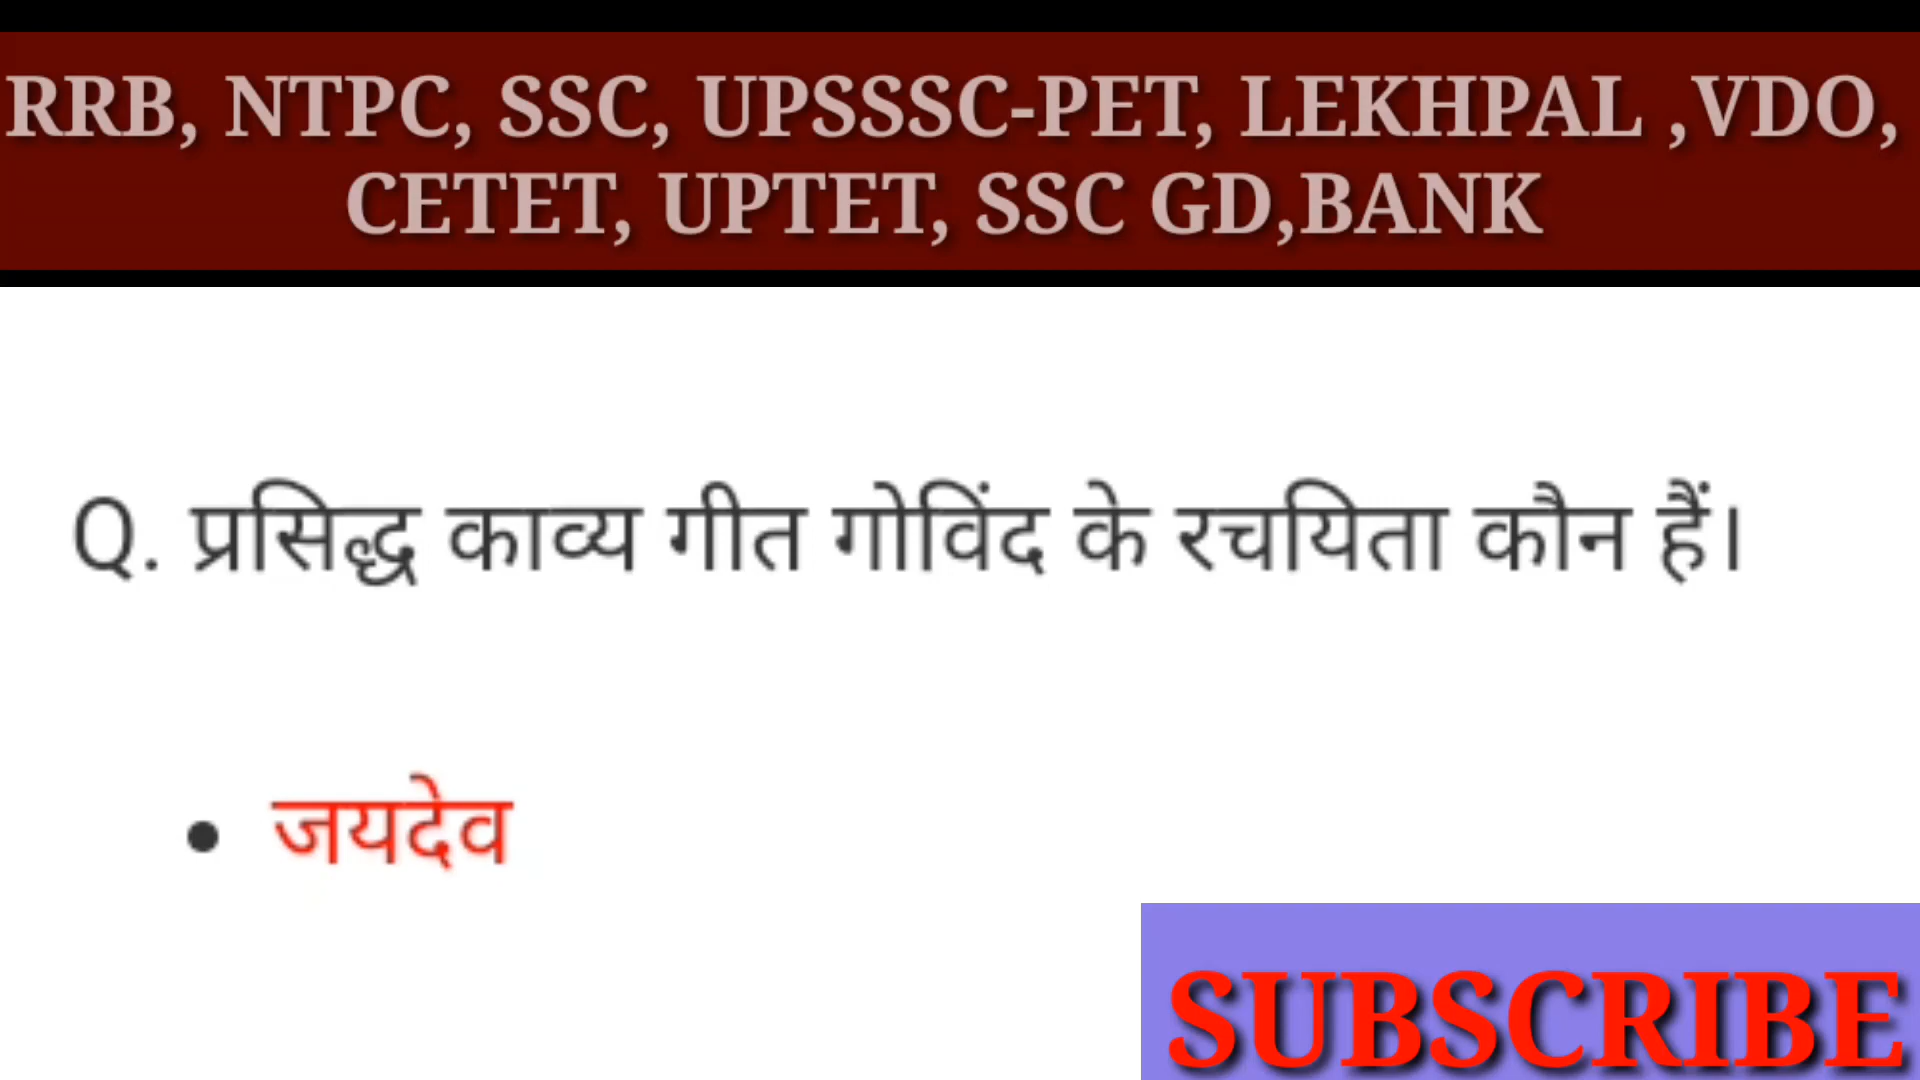 RRB, NTPC, SSC, UPSSSC-PET, LEKHPAL ,VDO,
CETET, UPTET, SSC GD,BANK
Q. प्रसिद्ध काव्य गीत गोविंद के रचयिता कौन हैं।
• जयदेव
SUBSCRIBE